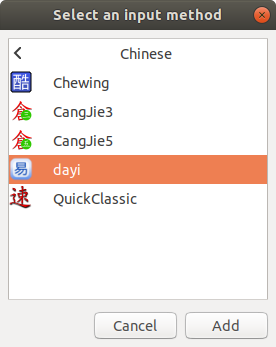 Select an input method
Chinese
酷 Chewing
倉 CangJie3
倉 CangJie5
易 dayi
速 QuickClassic
Cancel Add